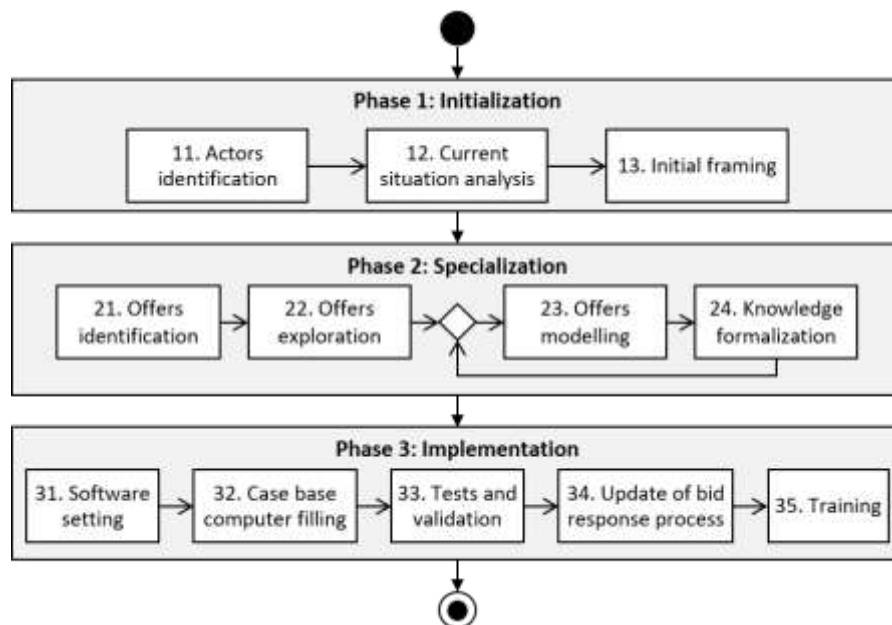 Phase 1: Initialization
11. Actors
identification
12. Current
situation analysis
13. Initial framing
Phase 2: Specialization
21. Offers
identification
22. Offers
exploration
23. Offers
modelling
24. Knowledge
formalization
Phase 3: Implementation
31. Software
setting
32. Case base
computer filling
33. Tests and
validation
34. Update of bid
response process
35. Training